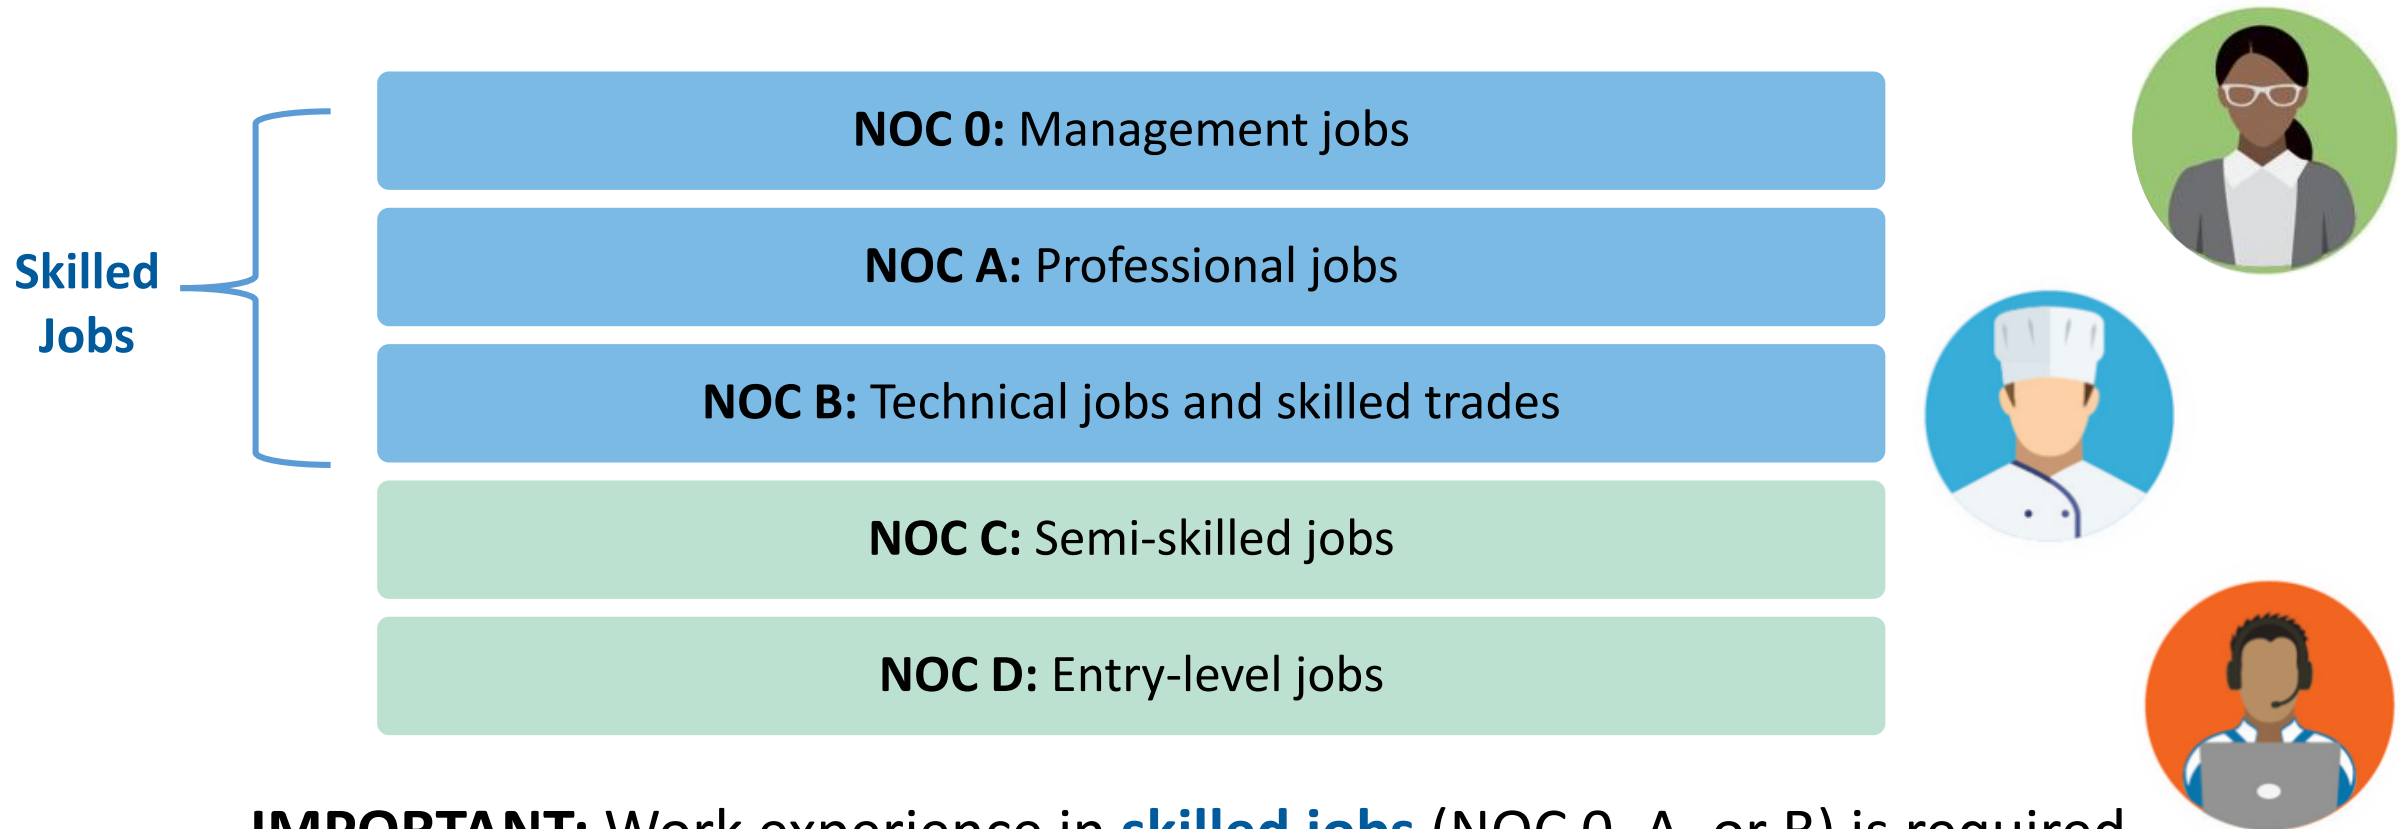 NOC 0: Management jobs
NOC A: Professional jobs
Skilled
Jobs
NOC B: Technical jobs and skilled trades
NOC C: Semi-skilled jobs
NOC D: Entry-level jobs
IMPORTANT: Work experience in skilled jobs (NOC 0, A, or B) is required